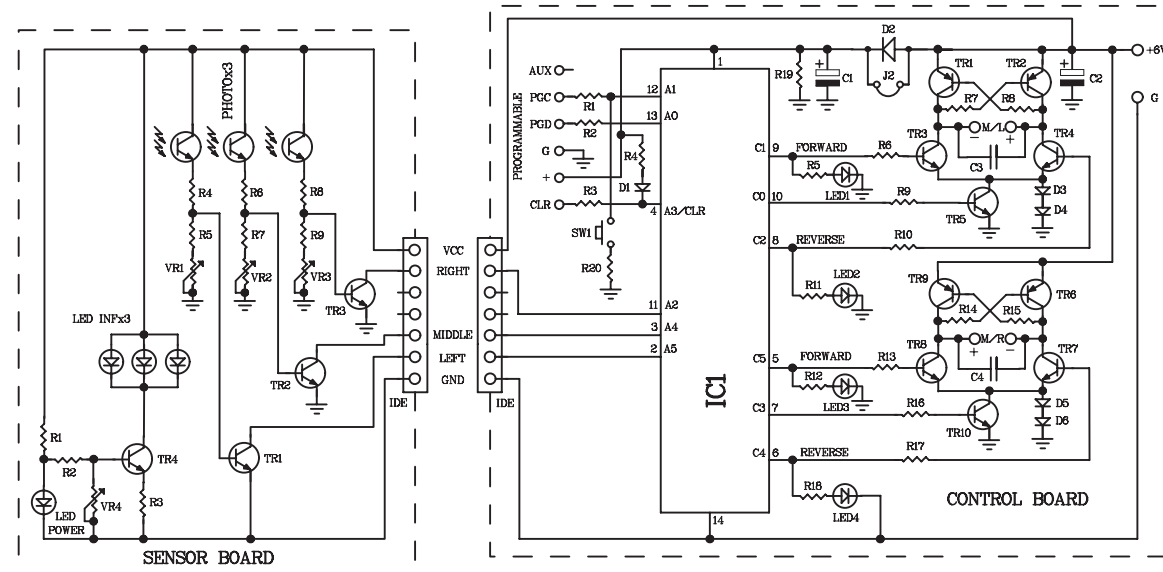 PHOTOx3
R4
R6
R8
R5
R7
R9
VR1
VR2
VR3
TR3
LED INFx3
TR2
R1
R2
TR4
TR1
VR4
R3
LED
POWER
SENSOR BOARD
VCC
RIGHT
MIDDLE
LEFT
GND
IDE
IDE
PROGRAMMABLE
AUX
PGC
PGD
G
+
CLR
R1
R2
R4
D1
R3
SW1
R20
1
12 A1
13 A0
4 A3/CLR
11 A2
3 A4
2 A5
14
IC1
C1 9 FORWARD
C0 10
C2 8 REVERSE
C5 5 FORWARD
C3 7
C4 6 REVERSE
R19
+
C1
D2
J2
TR1
TR2
R7
R8
+
C2
+6V
G
TR3
M/L
- +
C3
TR4
R6
R5
LED1
R9
TR5
D3
D4
R10
R11
LED2
TR9
TR6
R14
R15
TR8
M/R
+ -
C4
TR7
R13
R12
LED3
R16
TR10
D5
D6
R17
R18
LED4
CONTROL BOARD